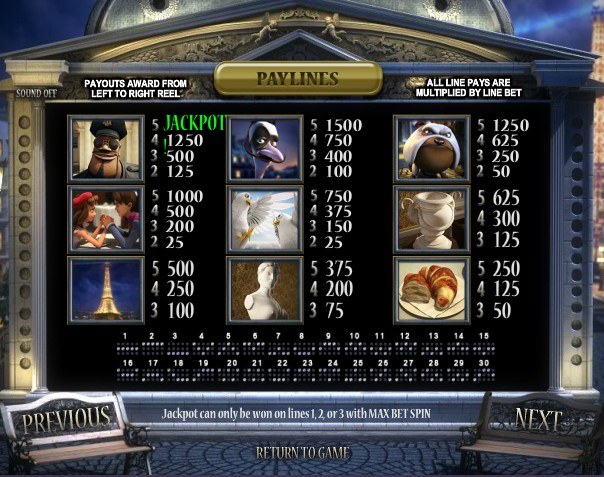 PAYLINES
PAYOUTS AWARD FROM
LEFT TO RIGHT REEL
ALL LINE PAYS ARE
MULTIPLIED BY LINE BET
SOUND OFF
5 JACKPOT
4 1250
3 500
2 125
5 1500
4 750
3 400
2 100
5 1250
4 625
3 250
2 50
5 1000
4 500
3 200
2 25
5 750
4 375
3 150
2 25
5 625
4 300
3 125
5 500
4 250
3 100
5 375
4 200
3 75
5 250
4 125
3 50
1 2 3 4 5 6 7 8 9 10 11 12 13 14 15
16 17 18 19 20 21 22 23 24 25 26 27 28 29 30
PREVIOUS
Jackpot can only be won on lines 1, 2, or 3 with MAX BET SPIN
NEXT
RETURN TO GAME